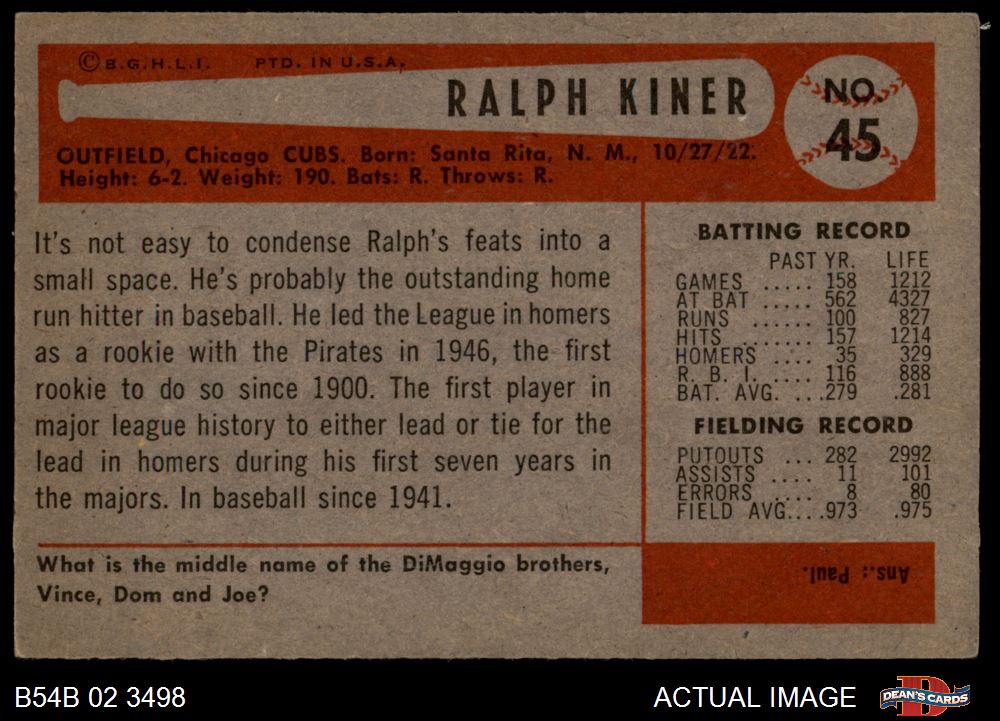 © B.G.H.L.I. PTD. IN U.S.A.
RALPH KINER
NO.
45
OUTFIELD, Chicago CUBS. Born: Santa Rita, N. M., 10/27/22.
Height: 6-2. Weight: 190. Bats: R. Throws: R.
It's not easy to condense Ralph's feats into a
small space. He's probably the outstanding home
run hitter in baseball. He led the League in homers
as a rookie with the Pirates in 1946, the first
rookie to do so since 1900. The first player in
major league history to either lead or tie for the
lead in homers during his first seven years in
the majors. In baseball since 1941.
What is the middle name of the DiMaggio brothers,
Vince, Dom and Joe?
BATTING RECORD
PAST YR. LIFE
GAMES ..... 158 1212
AT BAT ..... 562 4327
RUNS ...... 100 827
HITS ....... 157 1214
HOMERS .... 35 329
R. B. I. .... 116 888
BAT. AVG. ...279 .281
FIELDING RECORD
PUTOUTS ... 282 2992
ASSISTS .... 11 101
ERRORS .... 8 80
FIELD AVG....973 .975
Ans.: Paul.
B54B 02 3498
ACTUAL IMAGE
DEAN'S CARDS